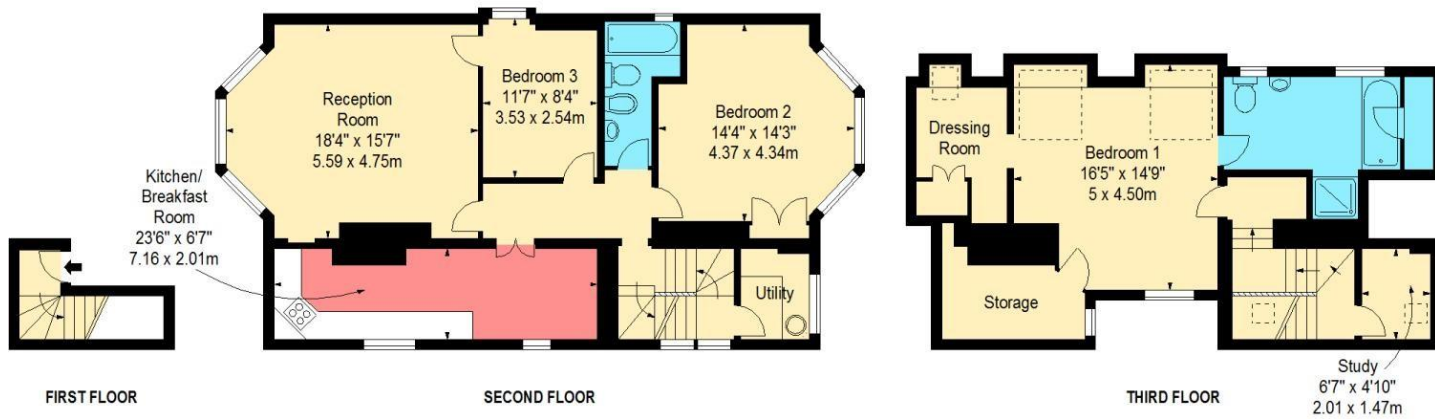 Reception
Room
18'4" x 15'7"
5.59 x 4.75m
Bedroom 3
11'7" x 8'4"
3.53 x 2.54m
Bedroom 2
14'4" x 14'3"
4.37 x 4.34m
Kitchen/
Breakfast
Room
23'6" x 6'7"
7.16 x 2.01m
Utility
Dressing
Room
Bedroom 1
16'5" x 14'9"
5 x 4.50m
Storage
Study
6'7" x 4'10"
2.01 x 1.47m
FIRST FLOOR
SECOND FLOOR
THIRD FLOOR